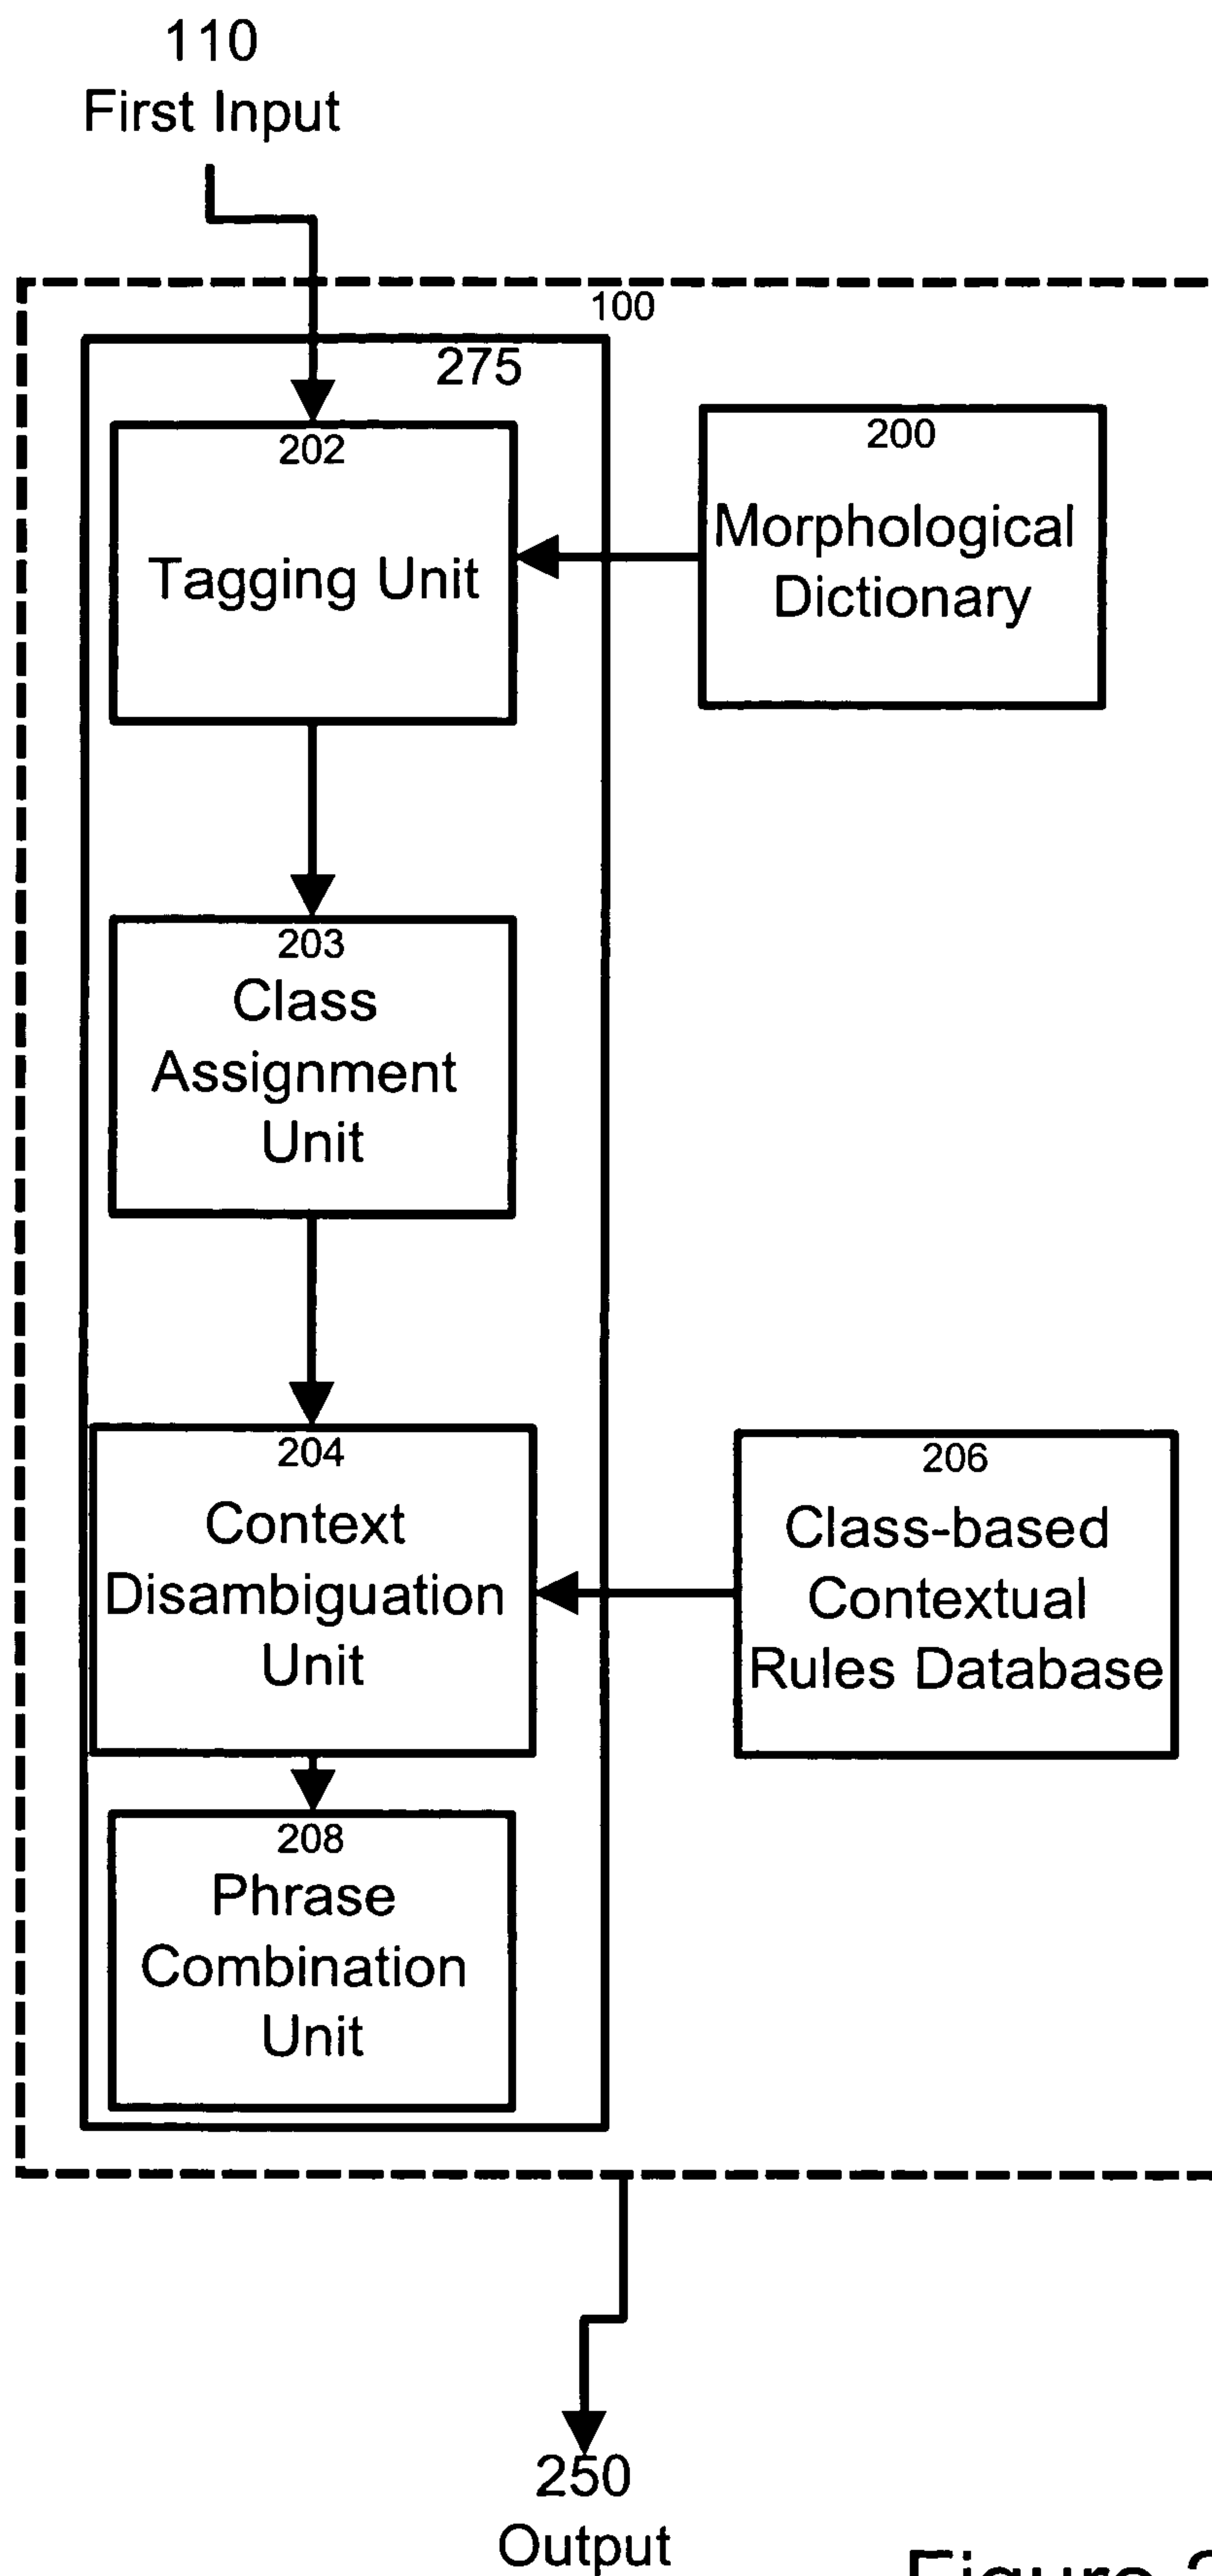 110
First Input
100
275
202
Tagging Unit
200
Morphological
Dictionary
203
Class
Assignment
Unit
204
Context
Disambiguation
Unit
206
Class-based
Contextual
Rules Database
208
Phrase
Combination
Unit
250
Output
Figure